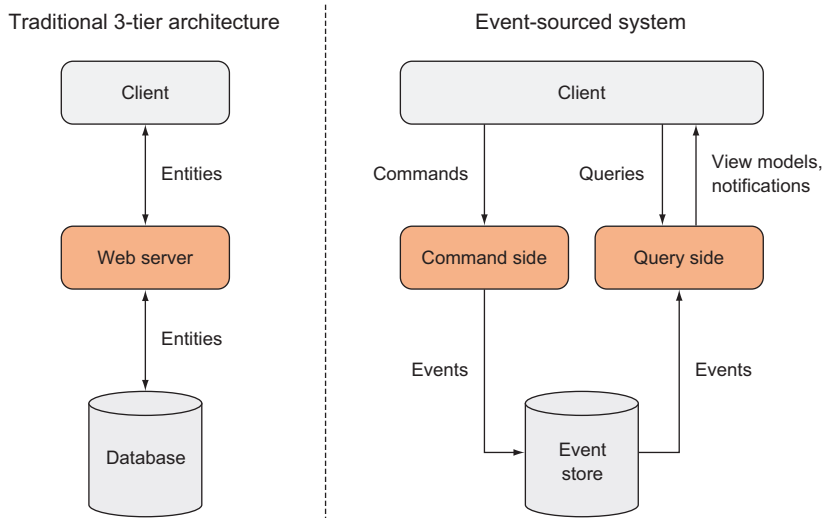 Traditional 3-tier architecture
Client
Entities
Web server
Entities
Database
Event-sourced system
Client
Commands
Queries
View models,
notifications
Command side
Query side
Events
Events
Event
store